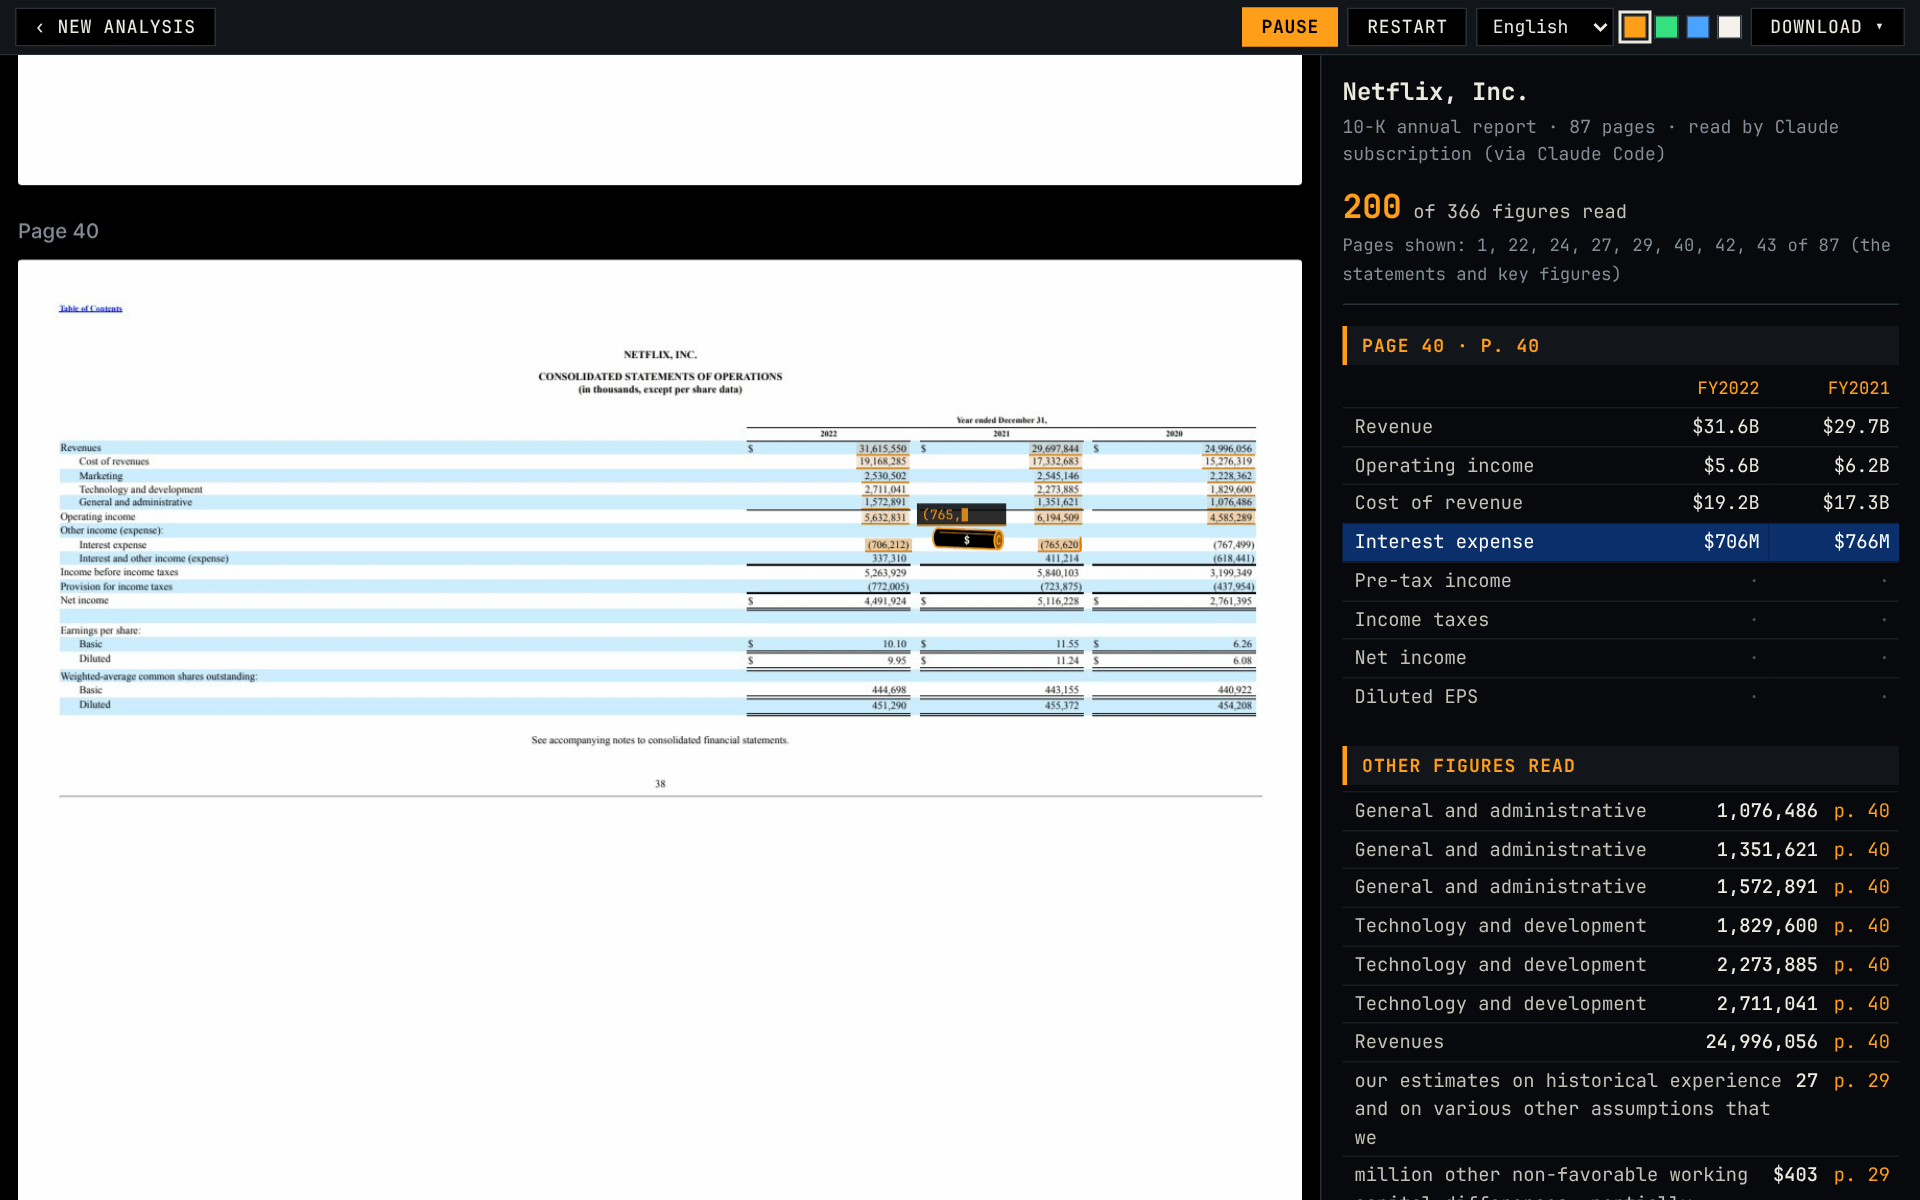 ‹ NEW ANALYSIS
PAUSE
RESTART
English
DOWNLOAD ▾
Page 40
Table of Contents
NETFLIX, INC.
CONSOLIDATED STATEMENTS OF OPERATIONS
(in thousands, except per share data)
Year ended December 31,
2022 2021 2020
Revenues $ 31,615,550 $ 29,697,844 $ 24,996,056
Cost of revenues 19,168,285 17,332,683 15,276,319
Marketing 2,530,502 2,545,146 2,228,362
Technology and development 2,711,041 2,273,885 1,829,600
General and administrative 1,572,891 1,351,621 1,076,486
Operating income 5,632,831 6,194,509 4,585,289
(765,
Other income (expense):
$
Interest expense (706,212) (765,620) (767,499)
Interest and other income (expense) 337,310 411,214 (618,441)
Income before income taxes 5,263,929 5,840,103 3,199,349
Provision for income taxes (772,005) (723,875) (437,954)
Net income $ 4,491,924 $ 5,116,228 $ 2,761,395
Earnings per share:
Basic $ 10.10 $ 11.55 $ 6.26
Diluted $ 9.95 $ 11.24 $ 6.08
Weighted-average common shares outstanding:
Basic 444,698 443,155 440,922
Diluted 451,290 455,372 454,208
See accompanying notes to consolidated financial statements.
38
Netflix, Inc.
10-K annual report · 87 pages · read by Claude
subscription (via Claude Code)
200 of 366 figures read
Pages shown: 1, 22, 24, 27, 29, 40, 42, 43 of 87 (the
statements and key figures)
PAGE 40 · P. 40
FY2022 FY2021
Revenue $31.6B $29.7B
Operating income $5.6B $6.2B
Cost of revenue $19.2B $17.3B
Interest expense $706M $766M
Pre-tax income · ·
Income taxes · ·
Net income · ·
Diluted EPS · ·
OTHER FIGURES READ
General and administrative 1,076,486 p. 40
General and administrative 1,351,621 p. 40
General and administrative 1,572,891 p. 40
Technology and development 1,829,600 p. 40
Technology and development 2,273,885 p. 40
Technology and development 2,711,041 p. 40
Revenues 24,996,056 p. 40
our estimates on historical experience 27 p. 29
and on various other assumptions that
we
million other non-favorable working $403 p. 29